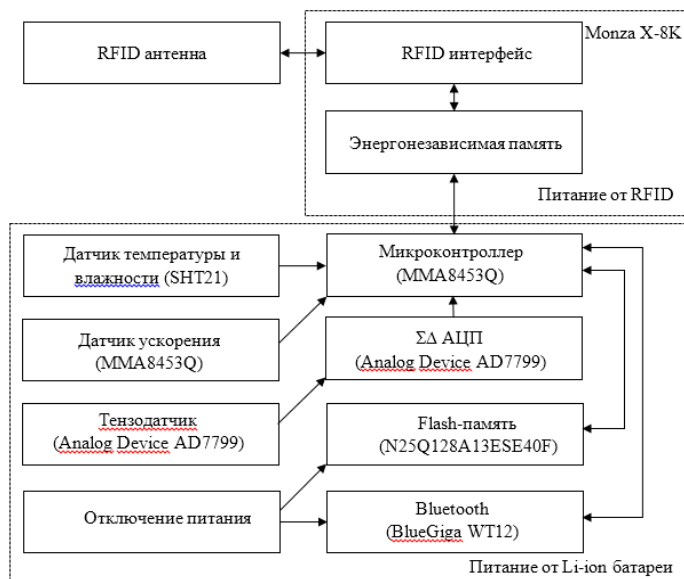 Monza X-8K
RFID антенна
RFID интерфейс
Энергонезависимая память
Питание от RFID
Датчик температуры и
влажности (SHT21)
Микроконтроллер
(MMA8453Q)
Датчик ускорения
(MMA8453Q)
ΣΔ АЦП
(Analog Device AD7799)
Тензодатчик
(Analog Device AD7799)
Flash-память
(N25Q128A13ESE40F)
Отключение питания
Bluetooth
(BlueGiga WT12)
Питание от Li-ion батареи